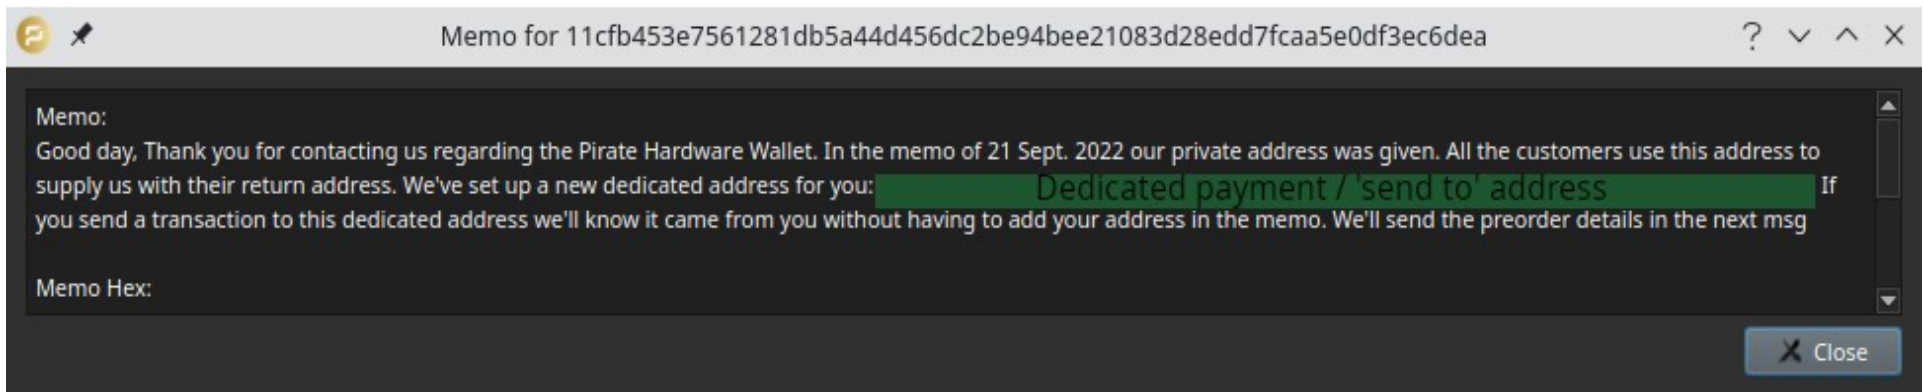 Memo for 11cfb453e7561281db5a44d456dc2be94bee21083d28edd7fcaa5e0df3ec6dea
Memo:
Good day, Thank you for contacting us regarding the Pirate Hardware Wallet. In the memo of 21 Sept. 2022 our private address was given. All the customers use this address to
supply us with their return address. We've set up a new dedicated address for you: Dedicated payment / 'send to' address If
you send a transaction to this dedicated address we'll know it came from you without having to add your address in the memo. We'll send the preorder details in the next msg
Memo Hex:
Close